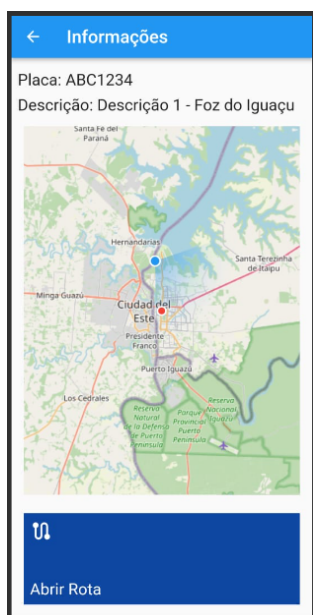 Informações
Placa: ABC1234
Descrição: Descrição 1 - Foz do Iguaçu
Santa Fe del
Paraná
Hernandarias
Santa Terezinha
de Itaipu
Minga Guazú
Ciudad del
Este
Presidente
Franco
Puerto Iguazú
Los Cedrales
Reserva
Natural
de la Defensa
de Puerto
Península
Parque
Provincial
Puerto
Península
Reserva
Nacional
Iguazú
Abrir Rota